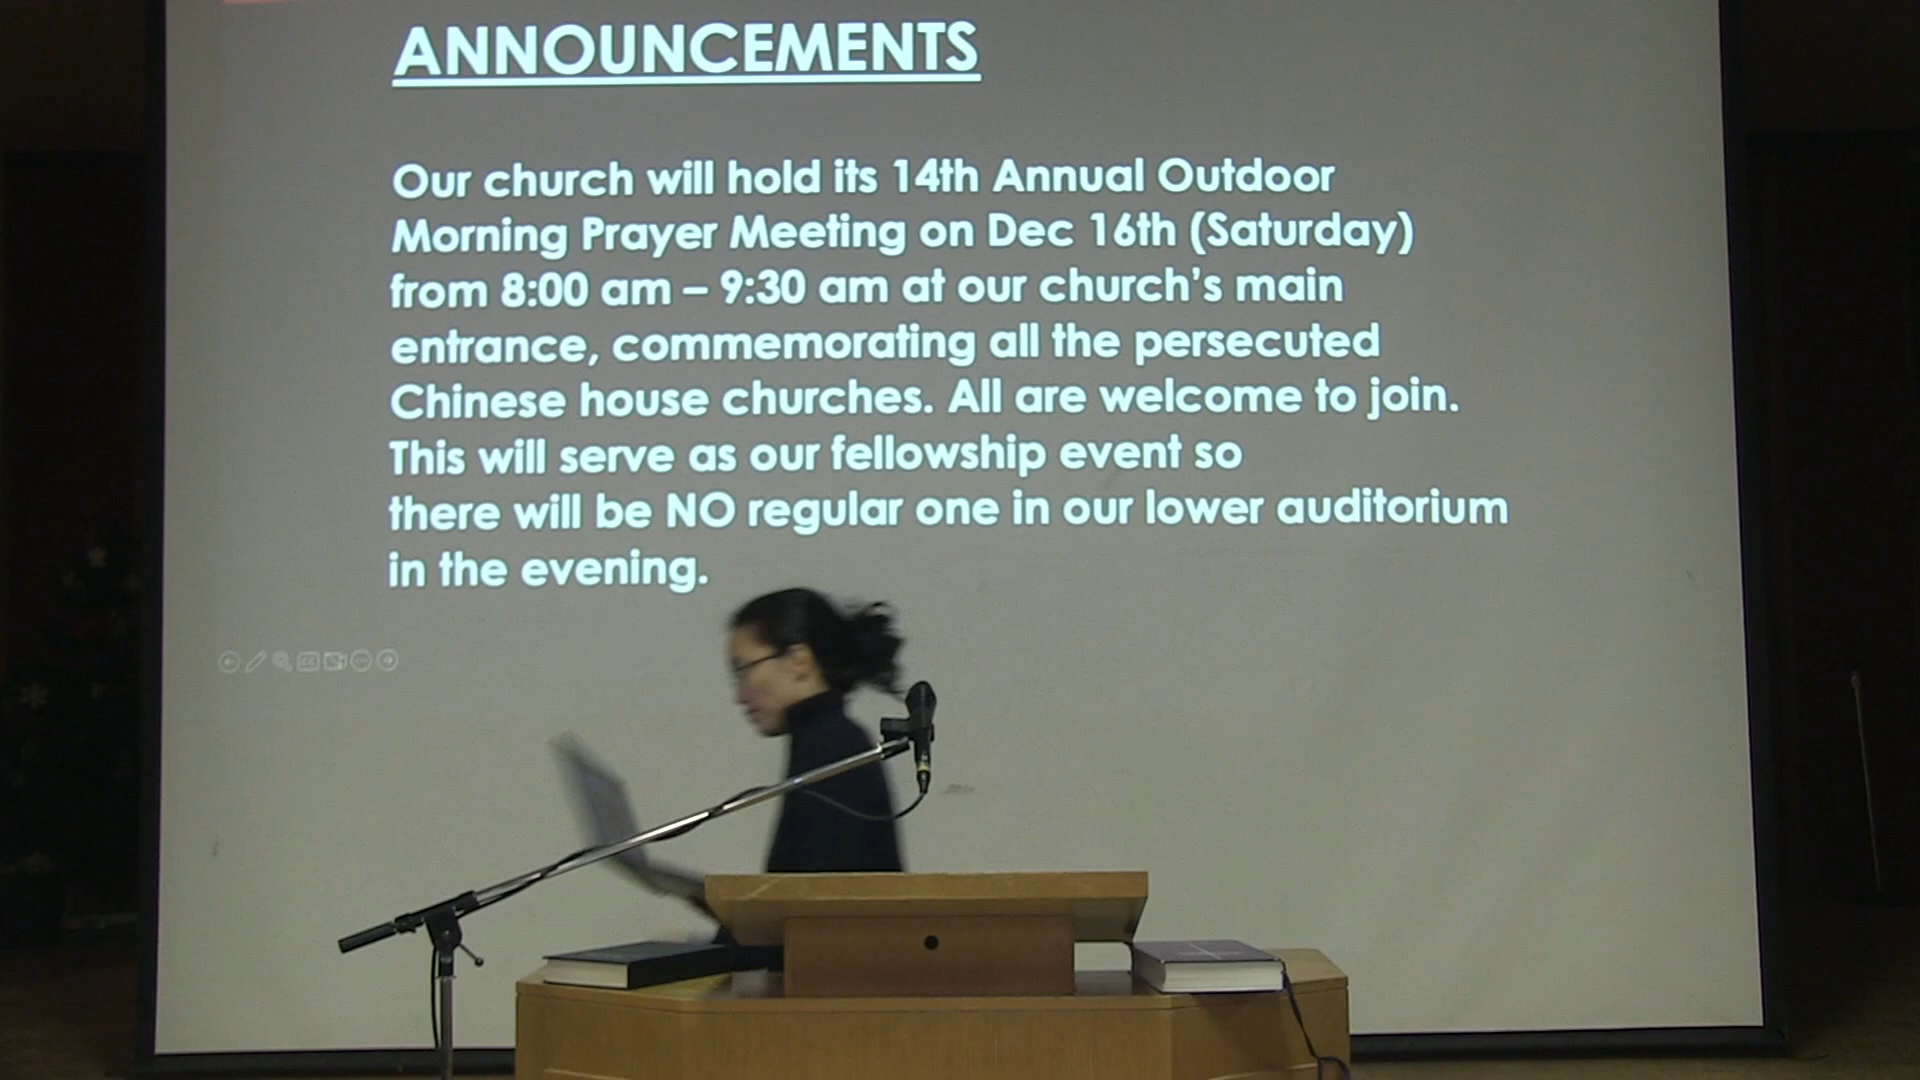 ANNOUNCEMENTS
Our church will hold its 14th Annual Outdoor
Morning Prayer Meeting on Dec 16th (Saturday)
from 8:00 am – 9:30 am at our church’s main
entrance, commemorating all the persecuted
Chinese house churches. All are welcome to join.
This will serve as our fellowship event so
there will be NO regular one in our lower auditorium
in the evening.